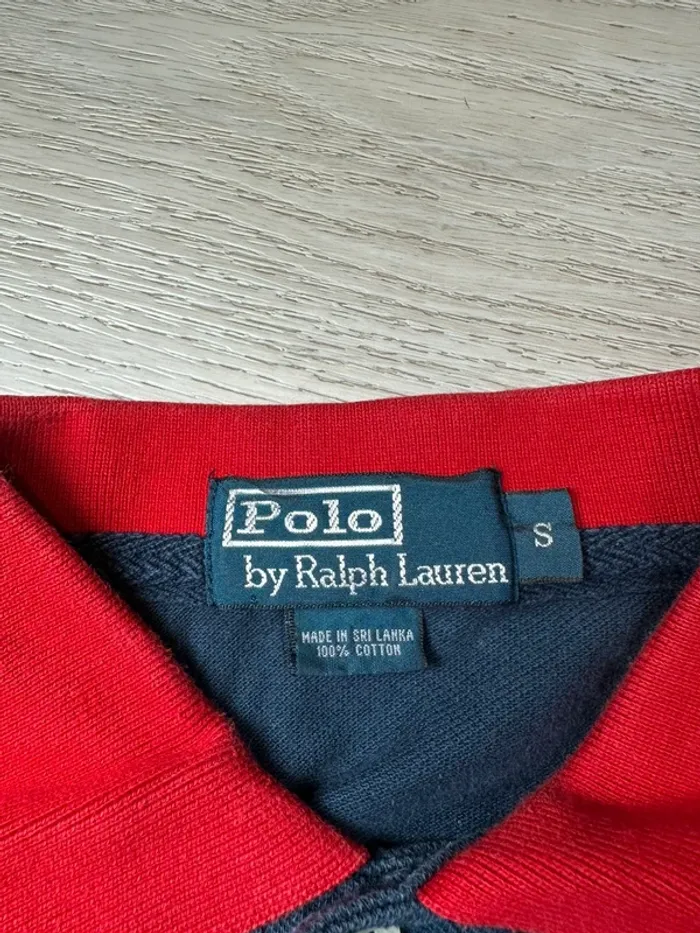 Polo
by Ralph Lauren
S
MADE IN SRI LANKA
100% COTTON